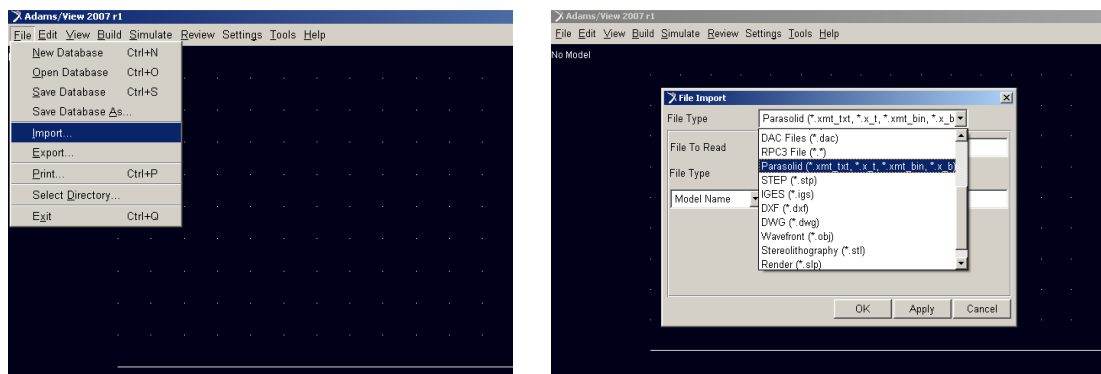 Adams/View 2007 r1
File Edit View Build Simulate Review Settings Tools Help
New Database Ctrl+N
Open Database Ctrl+O
Save Database Ctrl+S
Save Database As...
Import...
Export...
Print... Ctrl+P
Select Directory...
Exit Ctrl+Q
Adams/View 2007 r1
File Edit View Build Simulate Review Settings Tools Help
No Model
File Import
File Type Parasolid (*.xmt_txt, *.x_t, *.xmt_bin, *.x_b
File To Read
File Type
Model Name
DAC Files (*.dac)
RPC3 File (*.*)
Parasolid (*.xmt_txt, *.x_t, *.xmt_bin, *.x_b)
STEP (*.stp)
IGES (*.igs)
DXF (*.dxf)
DWG (*.dwg)
Wavefront (*.obj)
Stereolithography (*.stl)
Render (*.slp)
OK Apply Cancel